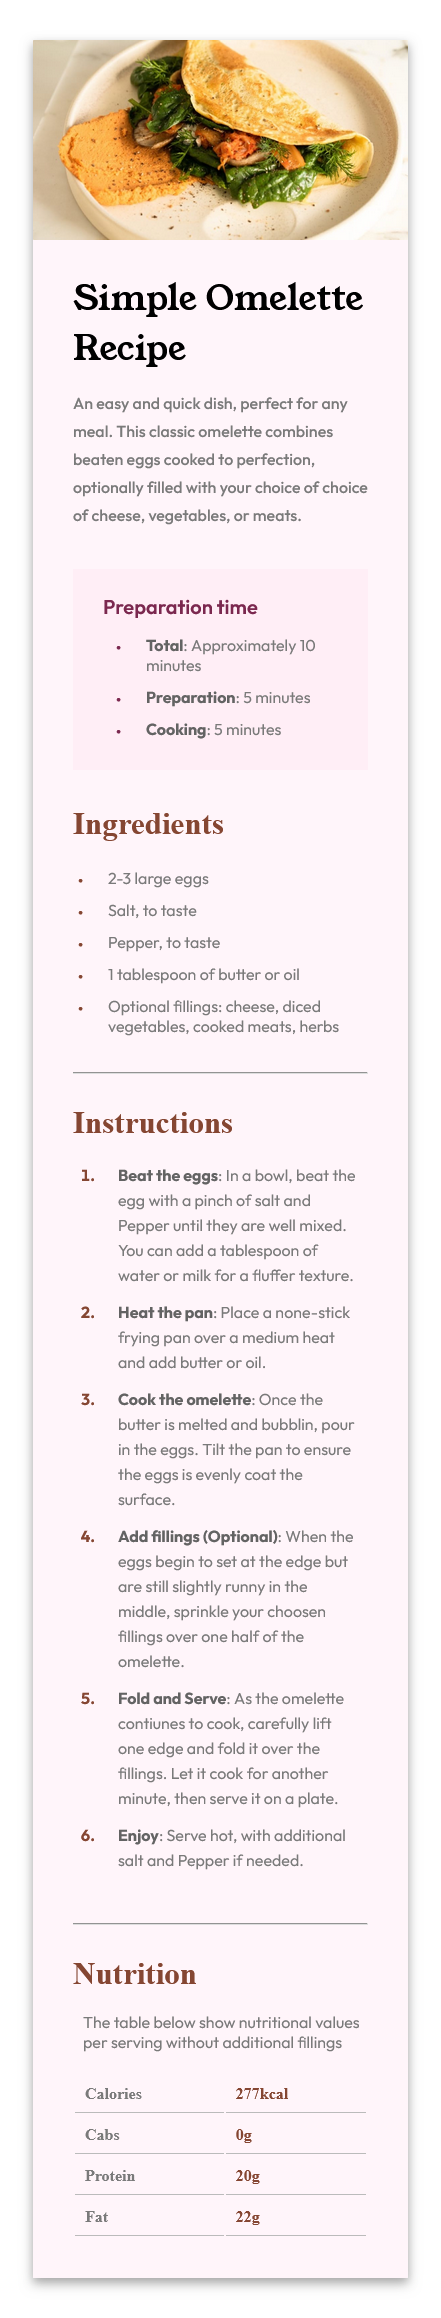 Simple Omelette
Recipe
An easy and quick dish, perfect for any
meal. This classic omelette combines
beaten eggs cooked to perfection,
optionally filled with your choice of choice
of cheese, vegetables, or meats.
Preparation time
• Total: Approximately 10
minutes
• Preparation: 5 minutes
• Cooking: 5 minutes
Ingredients
• 2-3 large eggs
• Salt, to taste
• Pepper, to taste
• 1 tablespoon of butter or oil
• Optional fillings: cheese, diced
vegetables, cooked meats, herbs
Instructions
1. Beat the eggs: In a bowl, beat the
egg with a pinch of salt and
Pepper until they are well mixed.
You can add a tablespoon of
water or milk for a fluffer texture.
2. Heat the pan: Place a none-stick
frying pan over a medium heat
and add butter or oil.
3. Cook the omelette: Once the
butter is melted and bubblin, pour
in the eggs. Tilt the pan to ensure
the eggs is evenly coat the
surface.
4. Add fillings (Optional): When the
eggs begin to set at the edge but
are still slightly runny in the
middle, sprinkle your choosen
fillings over one half of the
omelette.
5. Fold and Serve: As the omelette
contiunes to cook, carefully lift
one edge and fold it over the
fillings. Let it cook for another
minute, then serve it on a plate.
6. Enjoy: Serve hot, with additional
salt and Pepper if needed.
Nutrition
The table below show nutritional values
per serving without additional fillings
Calories 277kcal
Cabs 0g
Protein 20g
Fat 22g